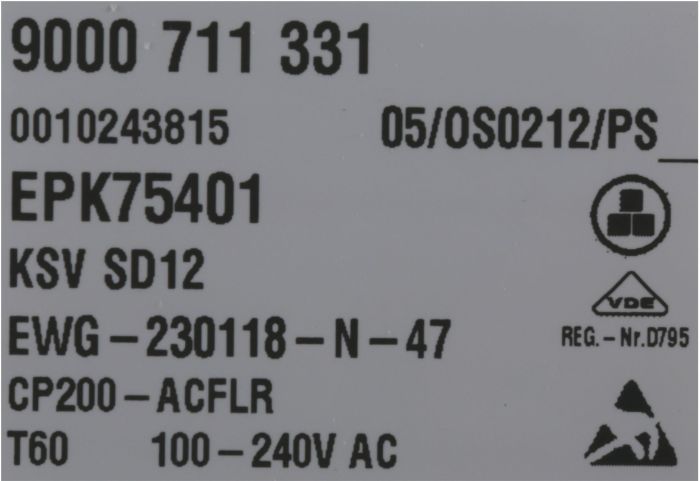 9000 711 331
0010243815 05/OS0212/PS_
EPK75401
KSV SD12
EWG-230118-N-47
VDE
REG.-Nr.D795
CP200-ACFLR
T60 100-240V AC